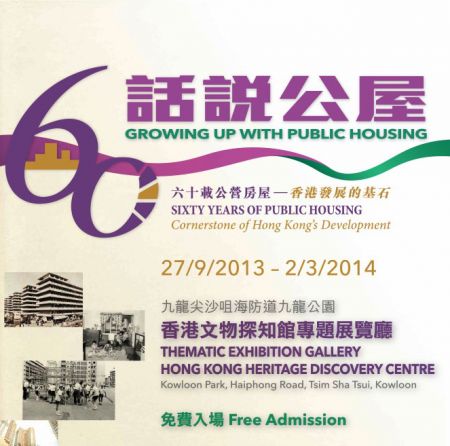 60
話説公屋
GROWING UP WITH PUBLIC HOUSING
六十載公營房屋—香港發展的基石
SIXTY YEARS OF PUBLIC HOUSING
Cornerstone of Hong Kong's Development
27/9/2013 – 2/3/2014
九龍尖沙咀海防道九龍公園
香港文物探知館專題展覽廳
THEMATIC EXHIBITION GALLERY
HONG KONG HERITAGE DISCOVERY CENTRE
Kowloon Park, Haiphong Road, Tsim Sha Tsui, Kowloon
免費入場 Free Admission